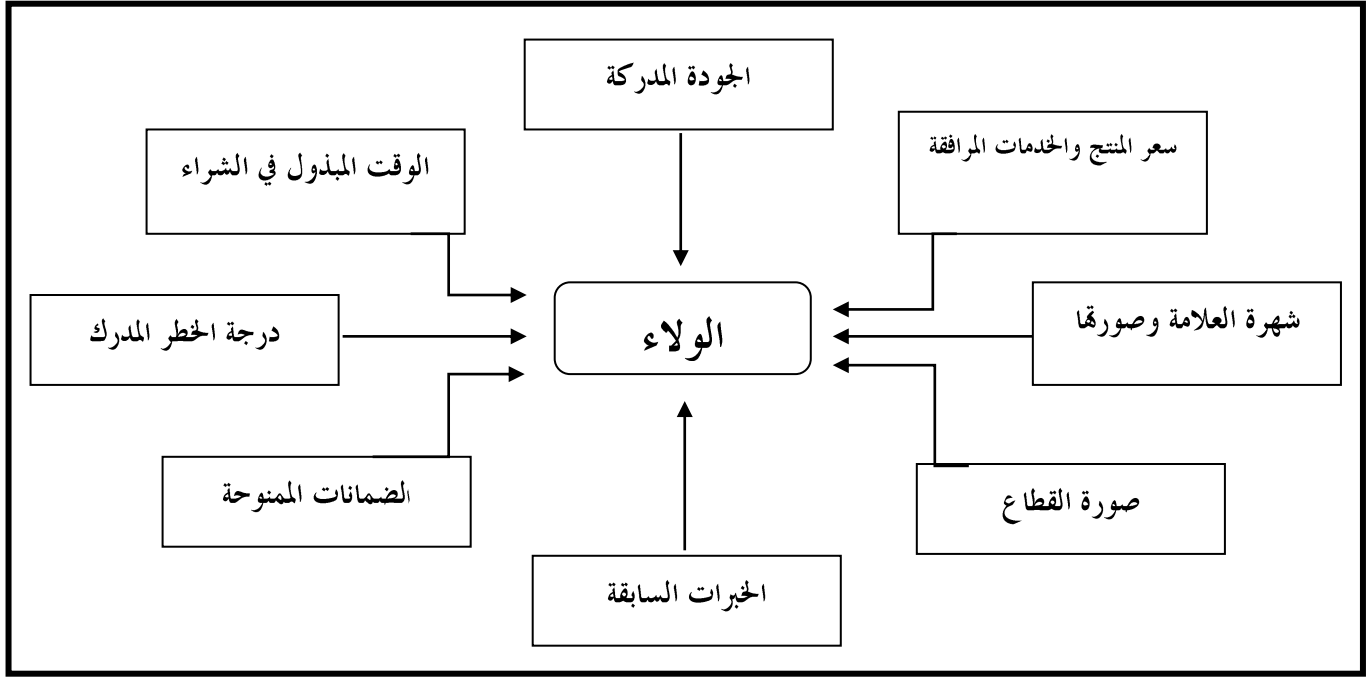 الجودة المدركة
سعر المنتج والخدمات المرافقة
الوقت المبذول في الشراء
شهرة العلامة وصورتها
الولاء
درجة الخطر المدرك
صورة القطاع
الضمانات الممنوحة
الخبرات السابقة